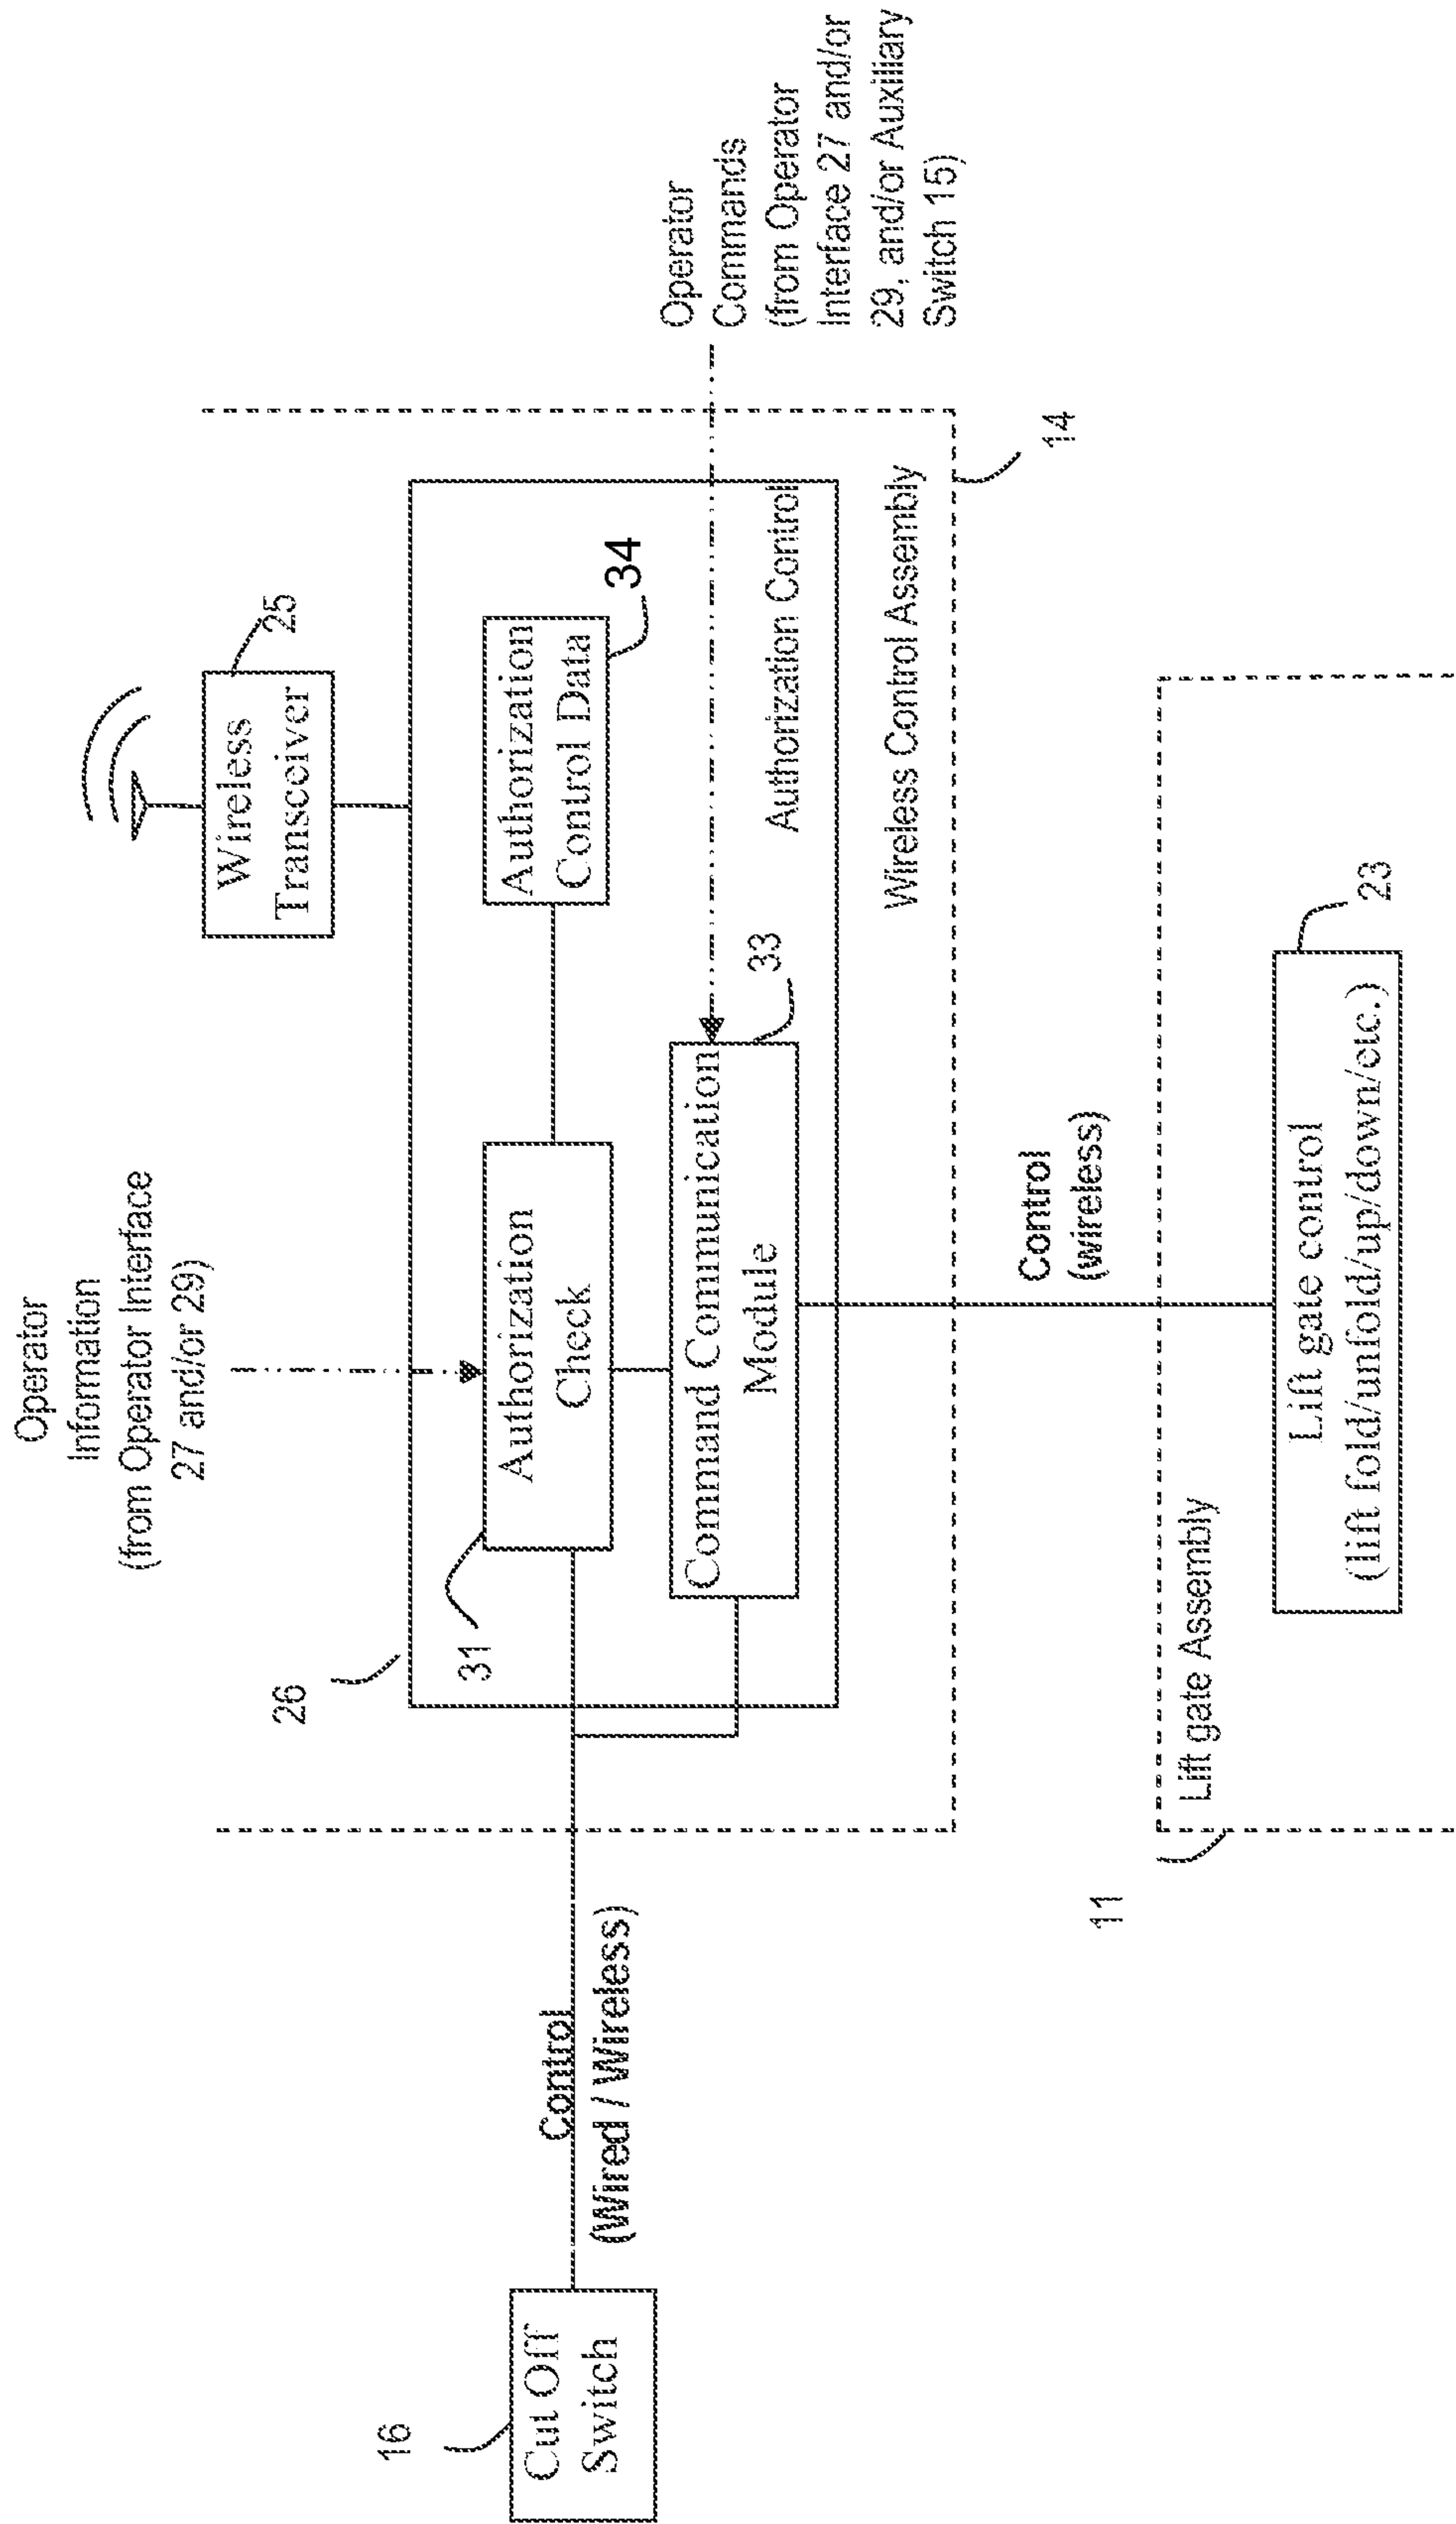 Operator
Information
(from Operator Interface
27 and/or 29)
25
Wireless
Transceiver
26
31
Authorization
Check
Authorization
Control Data
34
16
Cut Off
Switch
Control
(Wired / Wireless)
Command Communication
Module
33
Operator
Commands
(from Operator
Interface 27 and/or
29, and/or Auxiliary
Switch 15)
Authorization Control
Wireless Control Assembly
14
Control
(wireless)
11
Lift gate Assembly
23
Lift gate control
(lift fold/unfold/up/down/etc.)